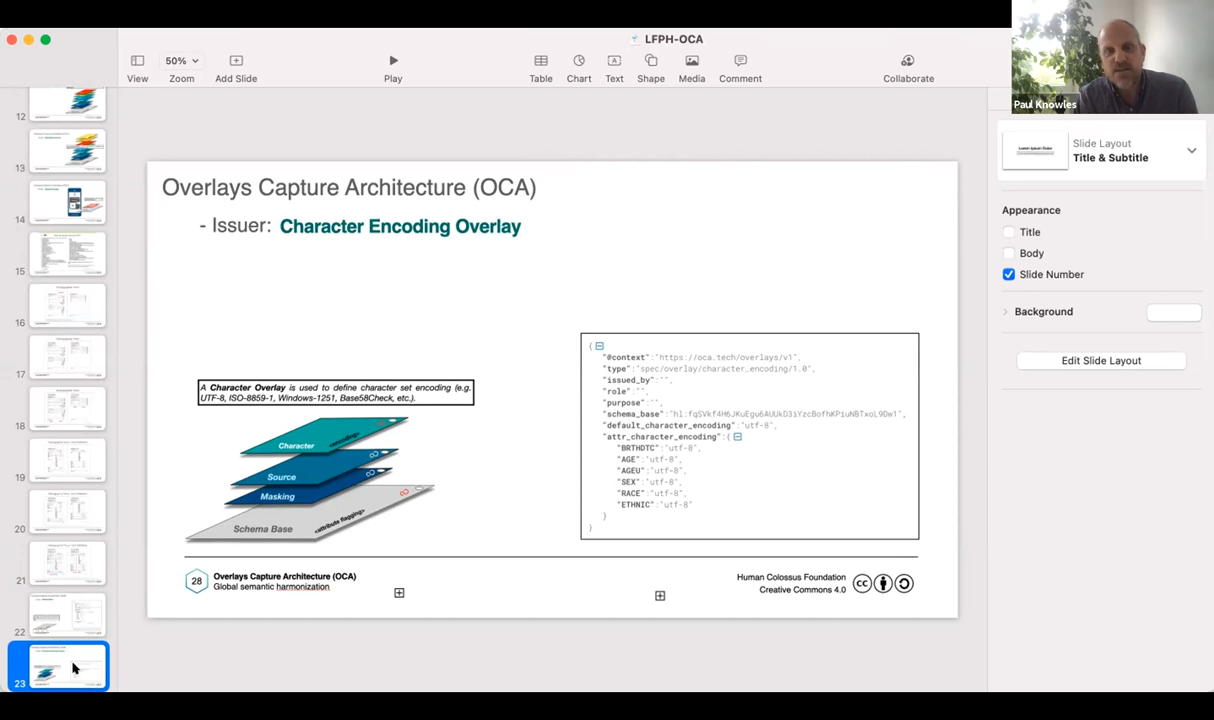 LFPH-OCA
50%
View
Zoom
Add Slide
Play
Table
Chart
Text
Shape
Media
Comment
Collaborate
Paul Knowles
12
13
14
15
16
17
18
19
20
21
22
23
Overlays Capture Architecture (OCA)
- Issuer: Character Encoding Overlay
A Character Overlay is used to define character set encoding (e.g.
UTF-8, ISO-8859-1, Windows-1251, Base58Check, etc.).
Character
<encoding>
Source
Masking
Schema Base
<attribute flagging>
{
"@context":"https://oca.tech/overlays/v1",
"type":"spec/overlay/character_encoding/1.0",
"issued_by":"",
"role":"",
"purpose":"",
"schema_base":"hl:fqSVkf4H6JKuEgu6AUUkD3iYzcBofhKPiuNBTxoL9Dw1",
"default_character_encoding":"utf-8",
"attr_character_encoding":{
"BRTHDTC":"utf-8"
"AGE":"utf-8"
"AGEU":"utf-8"
"SEX":"utf-8"
"RACE":"utf-8"
"ETHNIC":"utf-8"
}
}
28
Overlays Capture Architecture (OCA)
Global semantic harmonization
Human Colossus Foundation
Creative Commons 4.0
cc
Slide Layout
Title & Subtitle
Appearance
Title
Body
Slide Number
Background
Edit Slide Layout